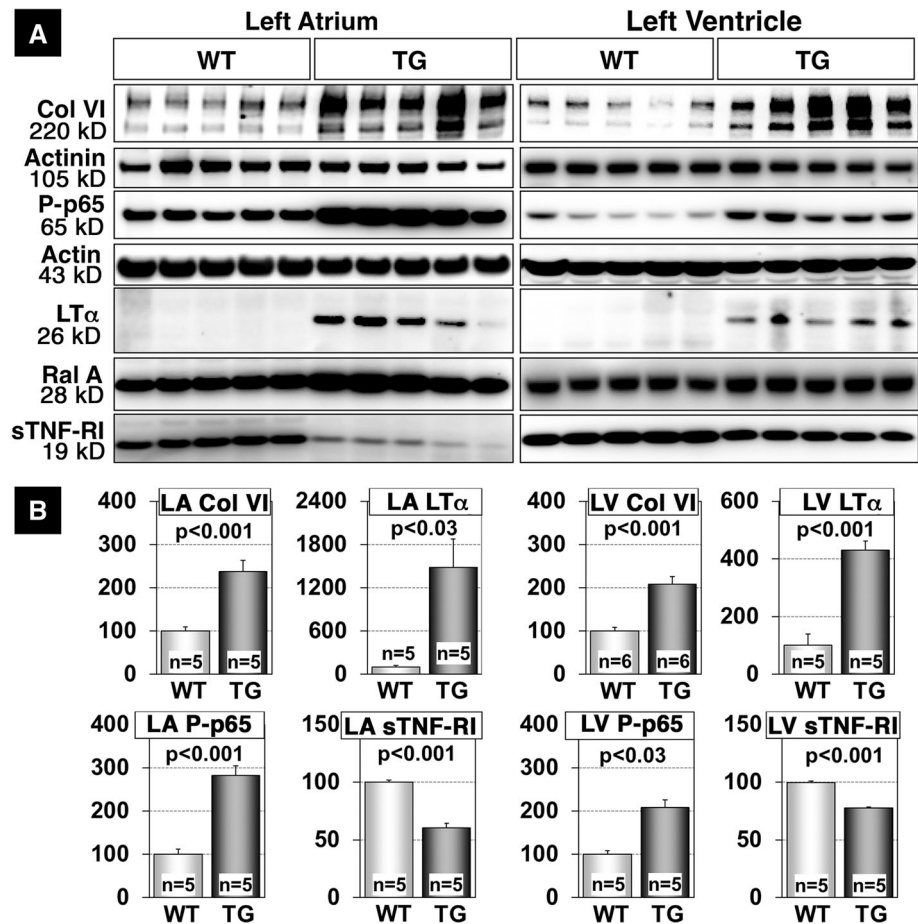 A
Left Atrium Left Ventricle
WT TG WT TG
Col VI
220 kD
Actinin
105 kD
P-p65
65 kD
Actin
43 kD
LTα
26 kD
Ral A
28 kD
sTNF-RI
19 kD
B
400 300 200 100 0
LA Col VI
p<0.001
n=5 n=5
WT TG
2400 1800 1200 600 0
LA LTα
p<0.03
n=5 n=5
WT TG
400 300 200 100 0
LV Col VI
p<0.001
n=6 n=6
WT TG
600 400 200 0
LV LTα
p<0.001
n=5 n=5
WT TG
400 300 200 100 0
LA P-p65
p<0.001
n=5 n=5
WT TG
150 100 50 0
LA sTNF-RI
p<0.001
n=5 n=5
WT TG
400 300 200 100 0
LV P-p65
p<0.03
n=5 n=5
WT TG
150 100 50 0
LV sTNF-RI
p<0.001
n=5 n=5
WT TG